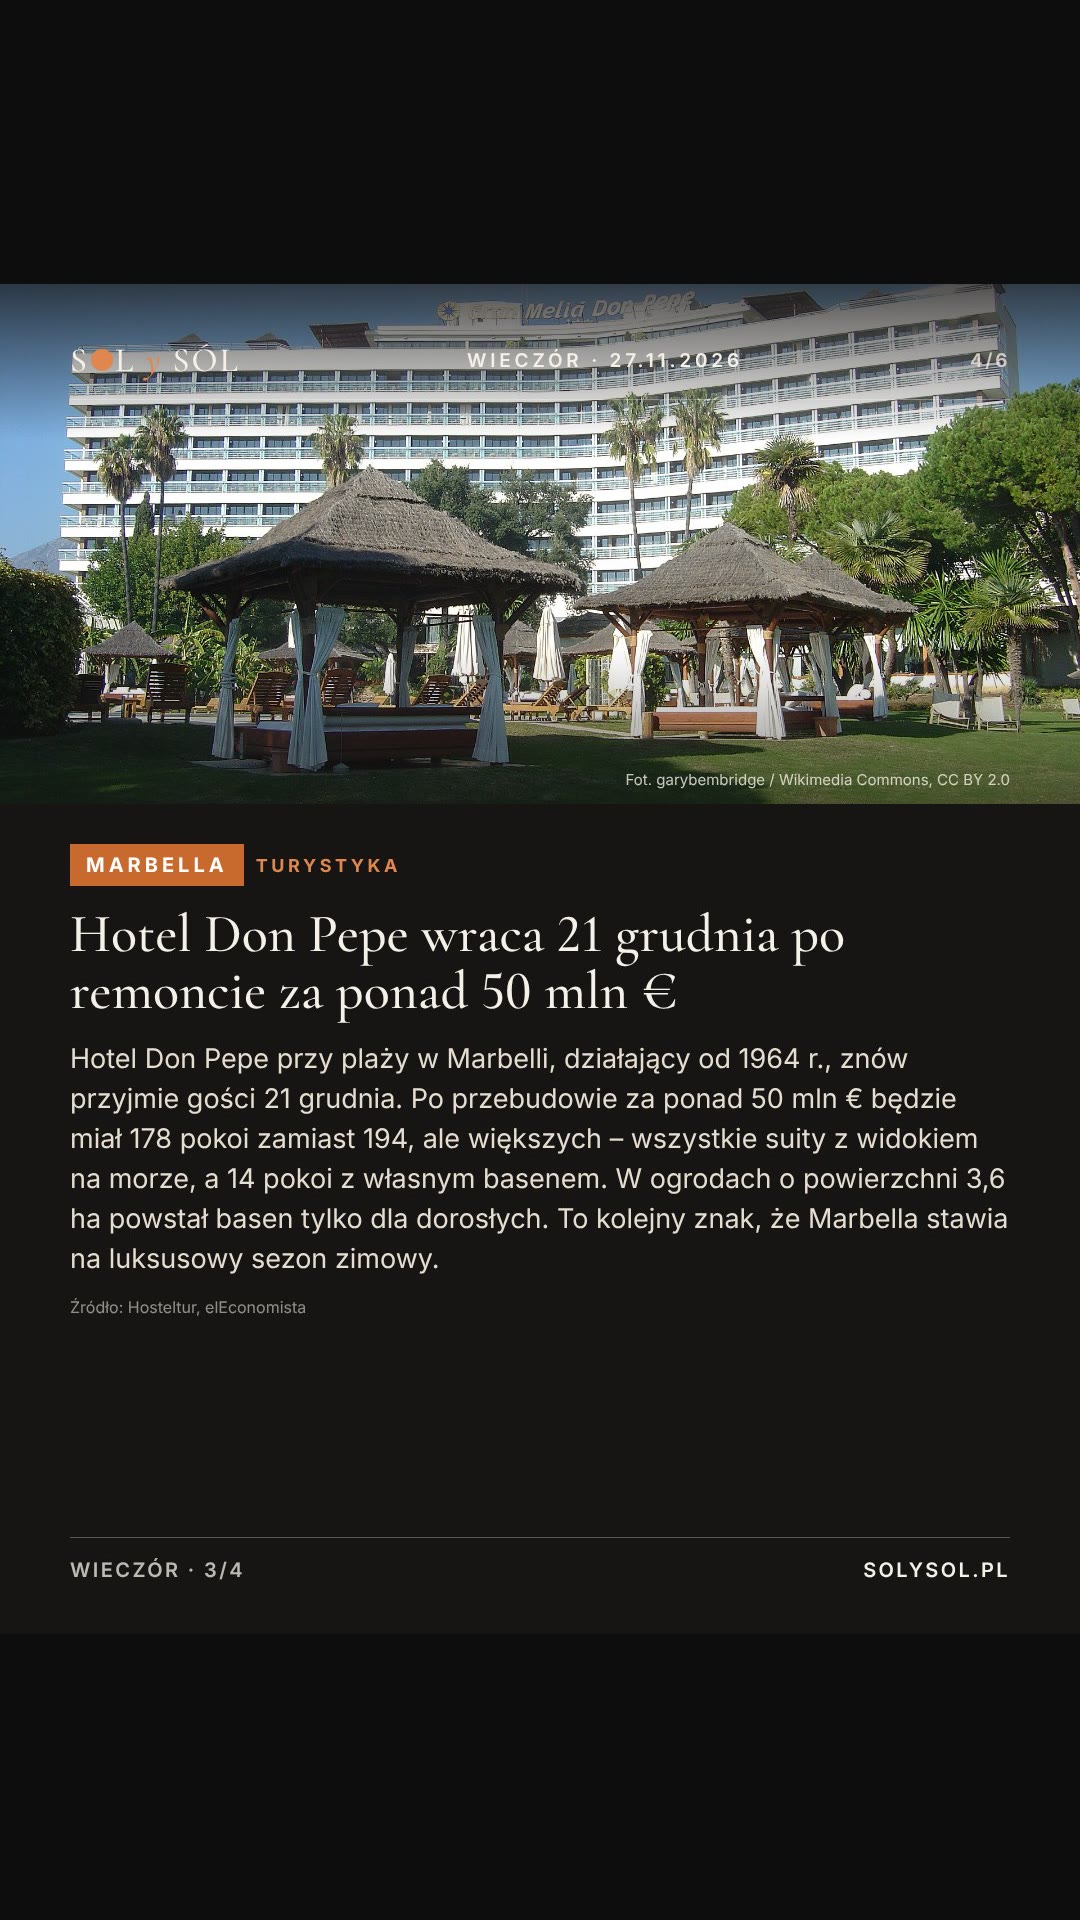 Gran Meliá Don Pepe
SOL y SÓL
WIECZÓR · 27.11.2026
4/6
Fot. garybembridge / Wikimedia Commons, CC BY 2.0
MARBELLA
TURYSTYKA
Hotel Don Pepe wraca 21 grudnia po
remoncie za ponad 50 mln €
Hotel Don Pepe przy plaży w Marbelli, działający od 1964 r., znów
przyjmie gości 21 grudnia. Po przebudowie za ponad 50 mln € będzie
miał 178 pokoi zamiast 194, ale większych – wszystkie suity z widokiem
na morze, a 14 pokoi z własnym basenem. W ogrodach o powierzchni 3,6
ha powstał basen tylko dla dorosłych. To kolejny znak, że Marbella stawia
na luksusowy sezon zimowy.
Źródło: Hosteltur, elEconomista
WIECZÓR · 3/4
SOLYSOL.PL